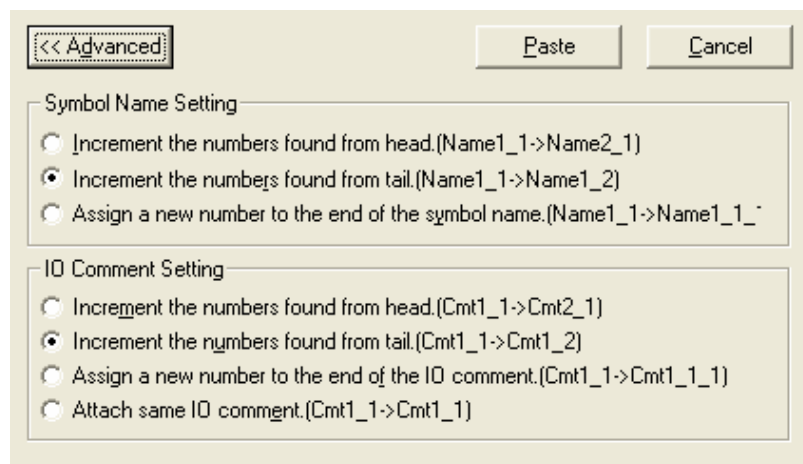 << Advanced
Paste
Cancel
Symbol Name Setting
Increment the numbers found from head.(Name1_1->Name2_1)
Increment the numbers found from tail.(Name1_1->Name1_2)
Assign a new number to the end of the symbol name.(Name1_1->Name1_1_
IO Comment Setting
Increment the numbers found from head.(Cmt1_1->Cmt2_1)
Increment the numbers found from tail.(Cmt1_1->Cmt1_2)
Assign a new number to the end of the IO comment.(Cmt1_1->Cmt1_1_1)
Attach same IO comment.(Cmt1_1->Cmt1_1)